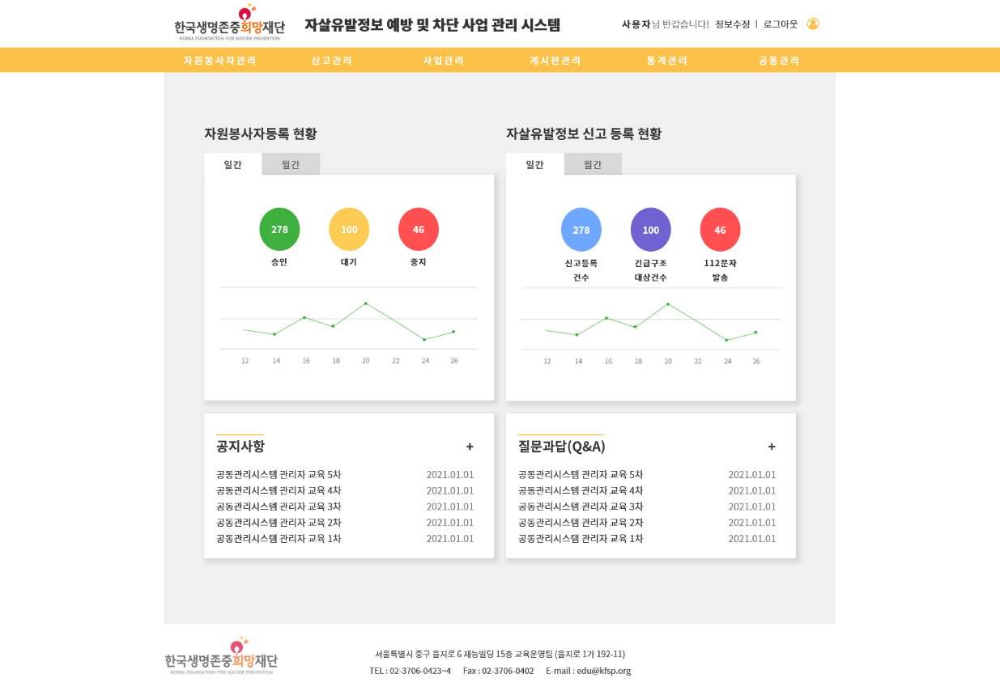 한국생명존중희망재단
KOREA FOUNDATION FOR SUICIDE PREVENTION
자살유발정보 예방 및 차단 사업 관리 시스템
사용자님 반갑습니다! 정보수정 | 로그아웃
자원봉사자관리 신고관리 사업관리 게시판관리 통계관리 공통관리
자원봉사자등록 현황
일간 월간
278 100 46
승인 대기 중지
12 14 16 18 20 22 24 26
자살유발정보 신고 등록 현황
일간 월간
278 100 46
신고등록 긴급구조 112문자
건수 대상건수 발송
12 14 16 18 20 22 24 26
공지사항 +
공동관리시스템 관리자 교육 5차 2021.01.01
공동관리시스템 관리자 교육 4차 2021.01.01
공동관리시스템 관리자 교육 3차 2021.01.01
공동관리시스템 관리자 교육 2차 2021.01.01
공동관리시스템 관리자 교육 1차 2021.01.01
질문과답(Q&A) +
공동관리시스템 관리자 교육 5차 2021.01.01
공동관리시스템 관리자 교육 4차 2021.01.01
공동관리시스템 관리자 교육 3차 2021.01.01
공동관리시스템 관리자 교육 2차 2021.01.01
공동관리시스템 관리자 교육 1차 2021.01.01
한국생명존중희망재단
KOREA FOUNDATION FOR SUICIDE PREVENTION
서울특별시 중구 을지로 6 재능빌딩 15층 교육운영팀 (을지로 1가 192-11)
TEL : 02-3706-0423~4 Fax : 02-3706-0402 E-mail : edu@kfsp.org